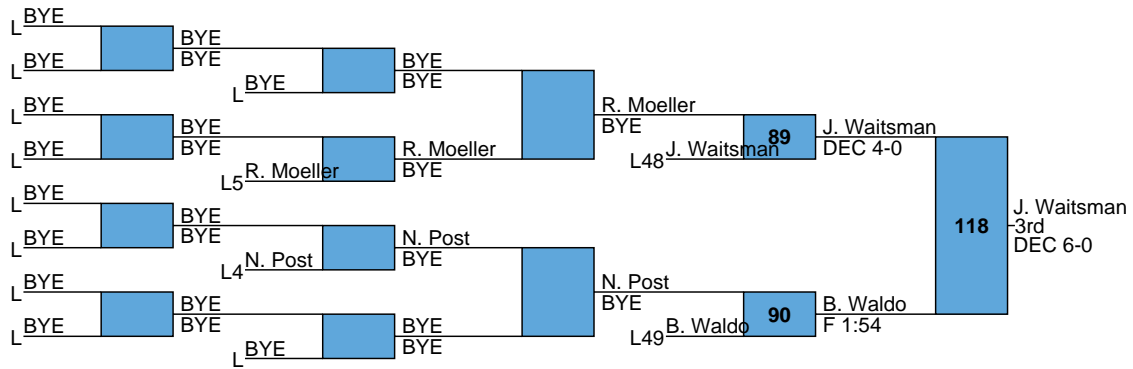 L BYE
L BYE
BYE
BYE
L BYE
BYE
BYE
L BYE
L BYE
BYE
BYE
L5 R. Moeller
R. Moeller
BYE
R. Moeller
BYE
L48 J. Waitsman
89
J. Waitsman
DEC 4-0
L BYE
L BYE
BYE
BYE
L4 N. Post
N. Post
BYE
L BYE
L BYE
BYE
BYE
L BYE
BYE
BYE
N. Post
BYE
L49 B. Waldo
90
B. Waldo
F 1:54
118
J. Waitsman
3rd
DEC 6-0